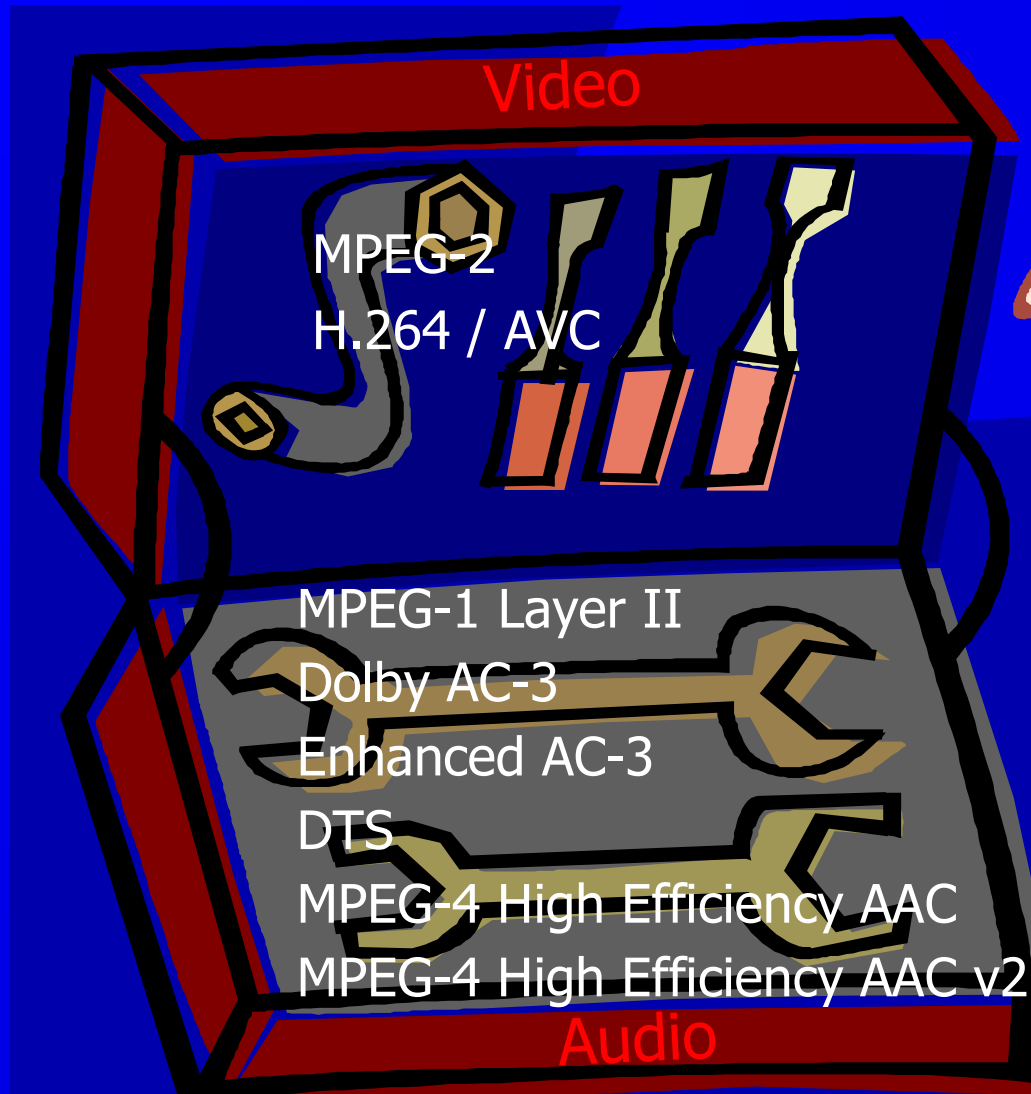 Video
MPEG-2
H.264 / AVC
MPEG-1 Layer II
Dolby AC-3
Enhanced AC-3
DTS
MPEG-4 High Efficiency AAC
MPEG-4 High Efficiency AAC v2
Audio